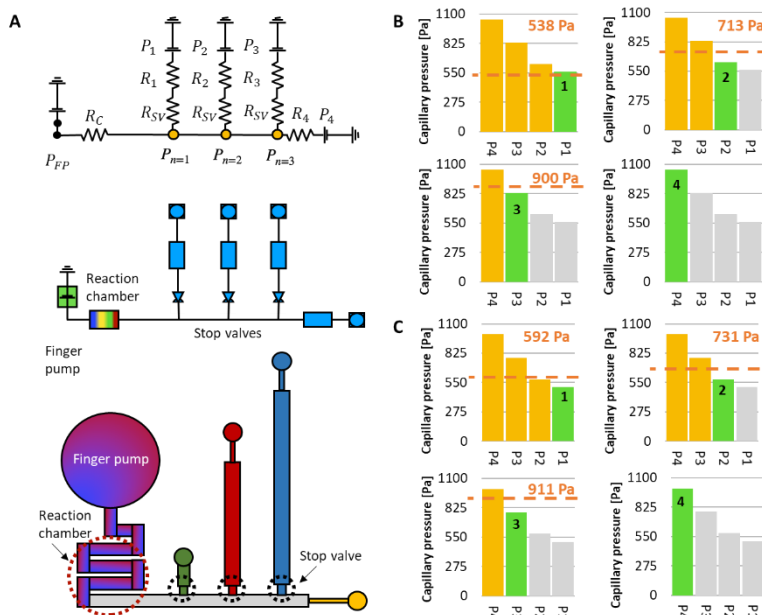 A
P1 P2 P3
R1 R2 R3
RC RSV RSV RSV R4 P4
PFP Pn=1 Pn=2 Pn=3
Reaction
chamber
Stop valves
Finger
pump
Finger pump
Reaction
chamber
Stop valve
B
Capillary pressure [Pa]
1100
825
550
275
0
538 Pa
1
P4 P3 P2 P1
Capillary pressure [Pa]
1100
825
550
275
0
713 Pa
2
P4 P3 P2 P1
Capillary pressure [Pa]
1100
825
550
275
0
900 Pa
3
P4 P3 P2 P1
Capillary pressure [Pa]
1100
825
550
275
0
4
P4 P3 P2 P1
C
Capillary pressure [Pa]
1100
825
550
275
0
592 Pa
1
P4 P3 P2 P1
Capillary pressure [Pa]
1100
825
550
275
0
731 Pa
2
P4 P3 P2 P1
Capillary pressure [Pa]
1100
825
550
275
0
911 Pa
3
Capillary pressure [Pa]
1100
825
550
275
0
4